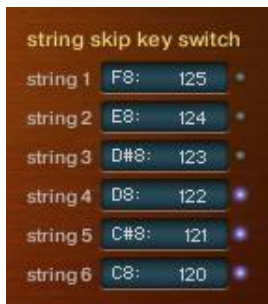 string skip key switch
string 1 F8: 125
string 2 E8: 124
string 3 D#8: 123
string 4 D8: 122
string 5 C#8: 121
string 6 C8: 120